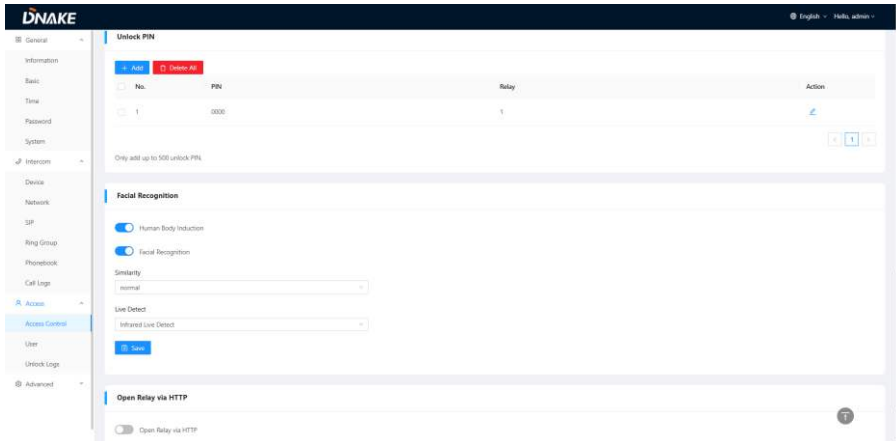 DNAKE
English
Hello, admin
General
Information
Basic
Time
Password
System
Intercom
Device
Network
SIP
Ring Group
Phonebook
Call Logs
Access
Access Control
User
Unlock Logs
Advanced
Unlock PIN
+ Add
Delete All
No. PIN Relay Action
1 0000 1
1
Only add up to 500 unlock PIN.
Facial Recognition
Human Body Induction
Facial Recognition
Similarity
normal
Live Detect
Infrared Live Detect
Save
Open Relay via HTTP
Open Relay via HTTP